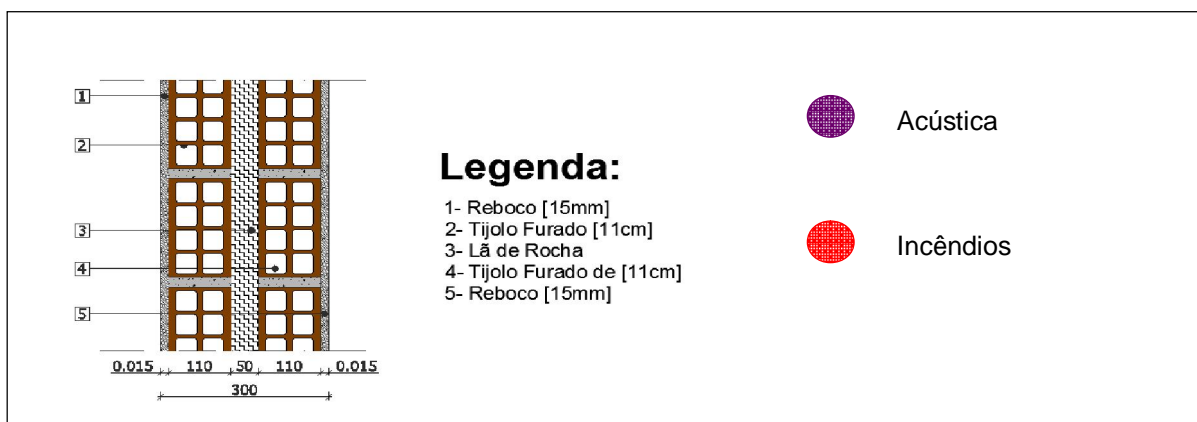 1
2
3
4
5
0.015 110 50 110 0.015
300
Legenda:
1- Reboco [15mm]
2- Tijolo Furado [11cm]
3- Lã de Rocha
4- Tijolo Furado de [11cm]
5- Reboco [15mm]
Acústica
Incêndios